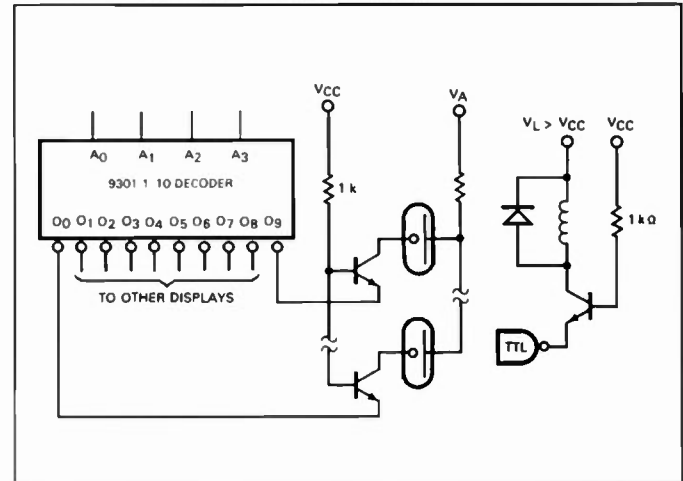 VCC
VA
VL > VCC
VCC
A0 A1 A2 A3
9301 1 10 DECODER
1 k
1 kΩ
O0 O1 O2 O3 O4 O5 O6 O7 O8 O9
TO OTHER DISPLAYS
TTL